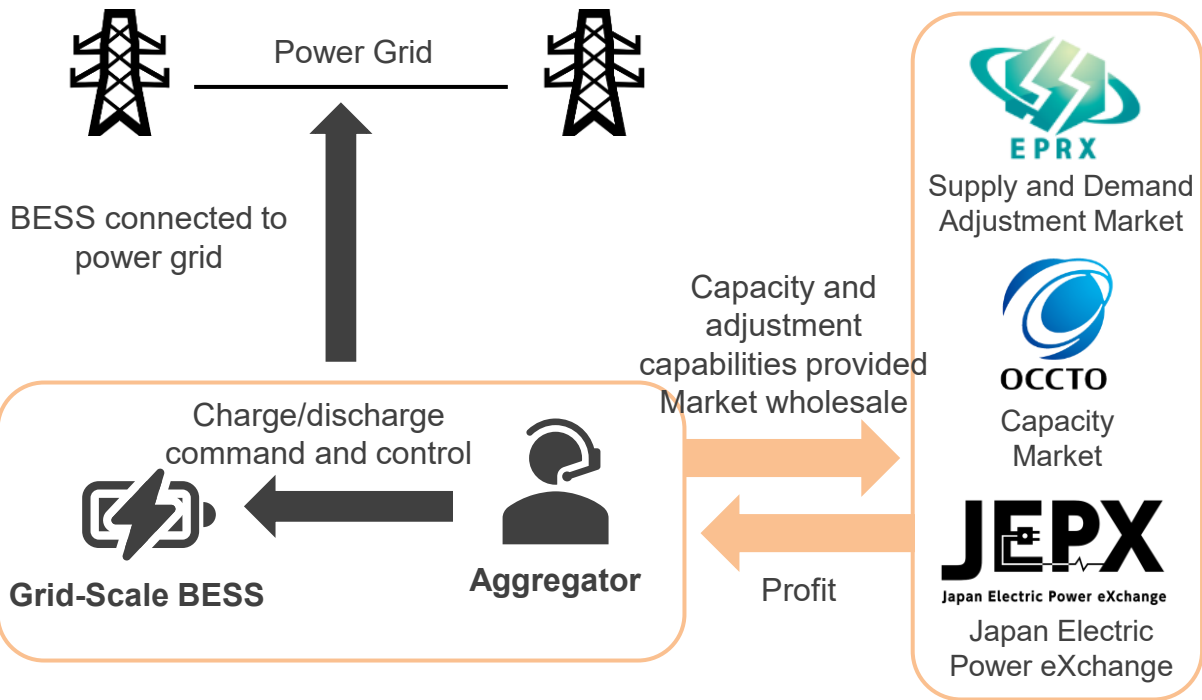 Power Grid
BESS connected to
power grid
Charge/discharge
command and control
Grid-Scale BESS
Aggregator
Capacity and
adjustment
capabilities provided
Market wholesale
Profit
EPRX
Supply and Demand
Adjustment Market
OCCTO
Capacity
Market
JEPX
Japan Electric Power eXchange
Japan Electric
Power eXchange